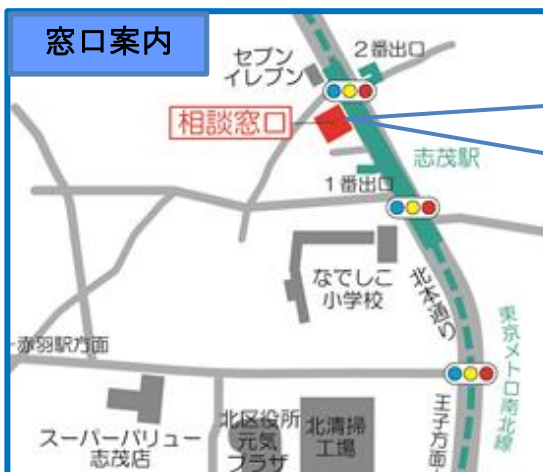 窓口案内
セブン
イレブン
2番出口
相談窓口
志茂駅
1番出口
なでしこ
小学校
北本通り
東京メトロ南北線
赤羽駅方面
王子方面
スーパーバリュー
志茂店
北区役所
元気
プラザ
北清掃
工場